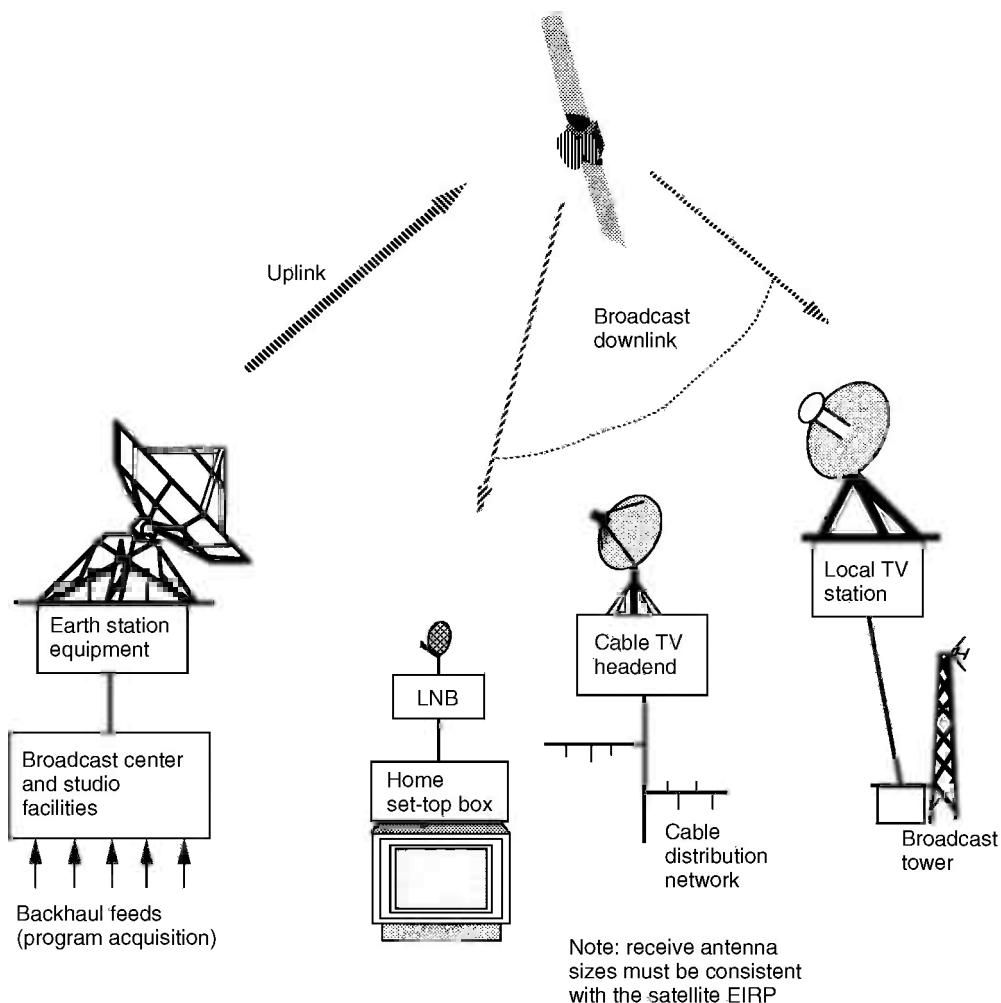 Uplink
Broadcast
downlink
Earth station
equipment
Broadcast center
and studio
facilities
Backhaul feeds
(program acquisition)
LNB
Home
set-top box
Cable TV
headend
Cable
distribution
network
Local TV
station
Broadcast
tower
Note: receive antenna
sizes must be consistent
with the satellite EIRP